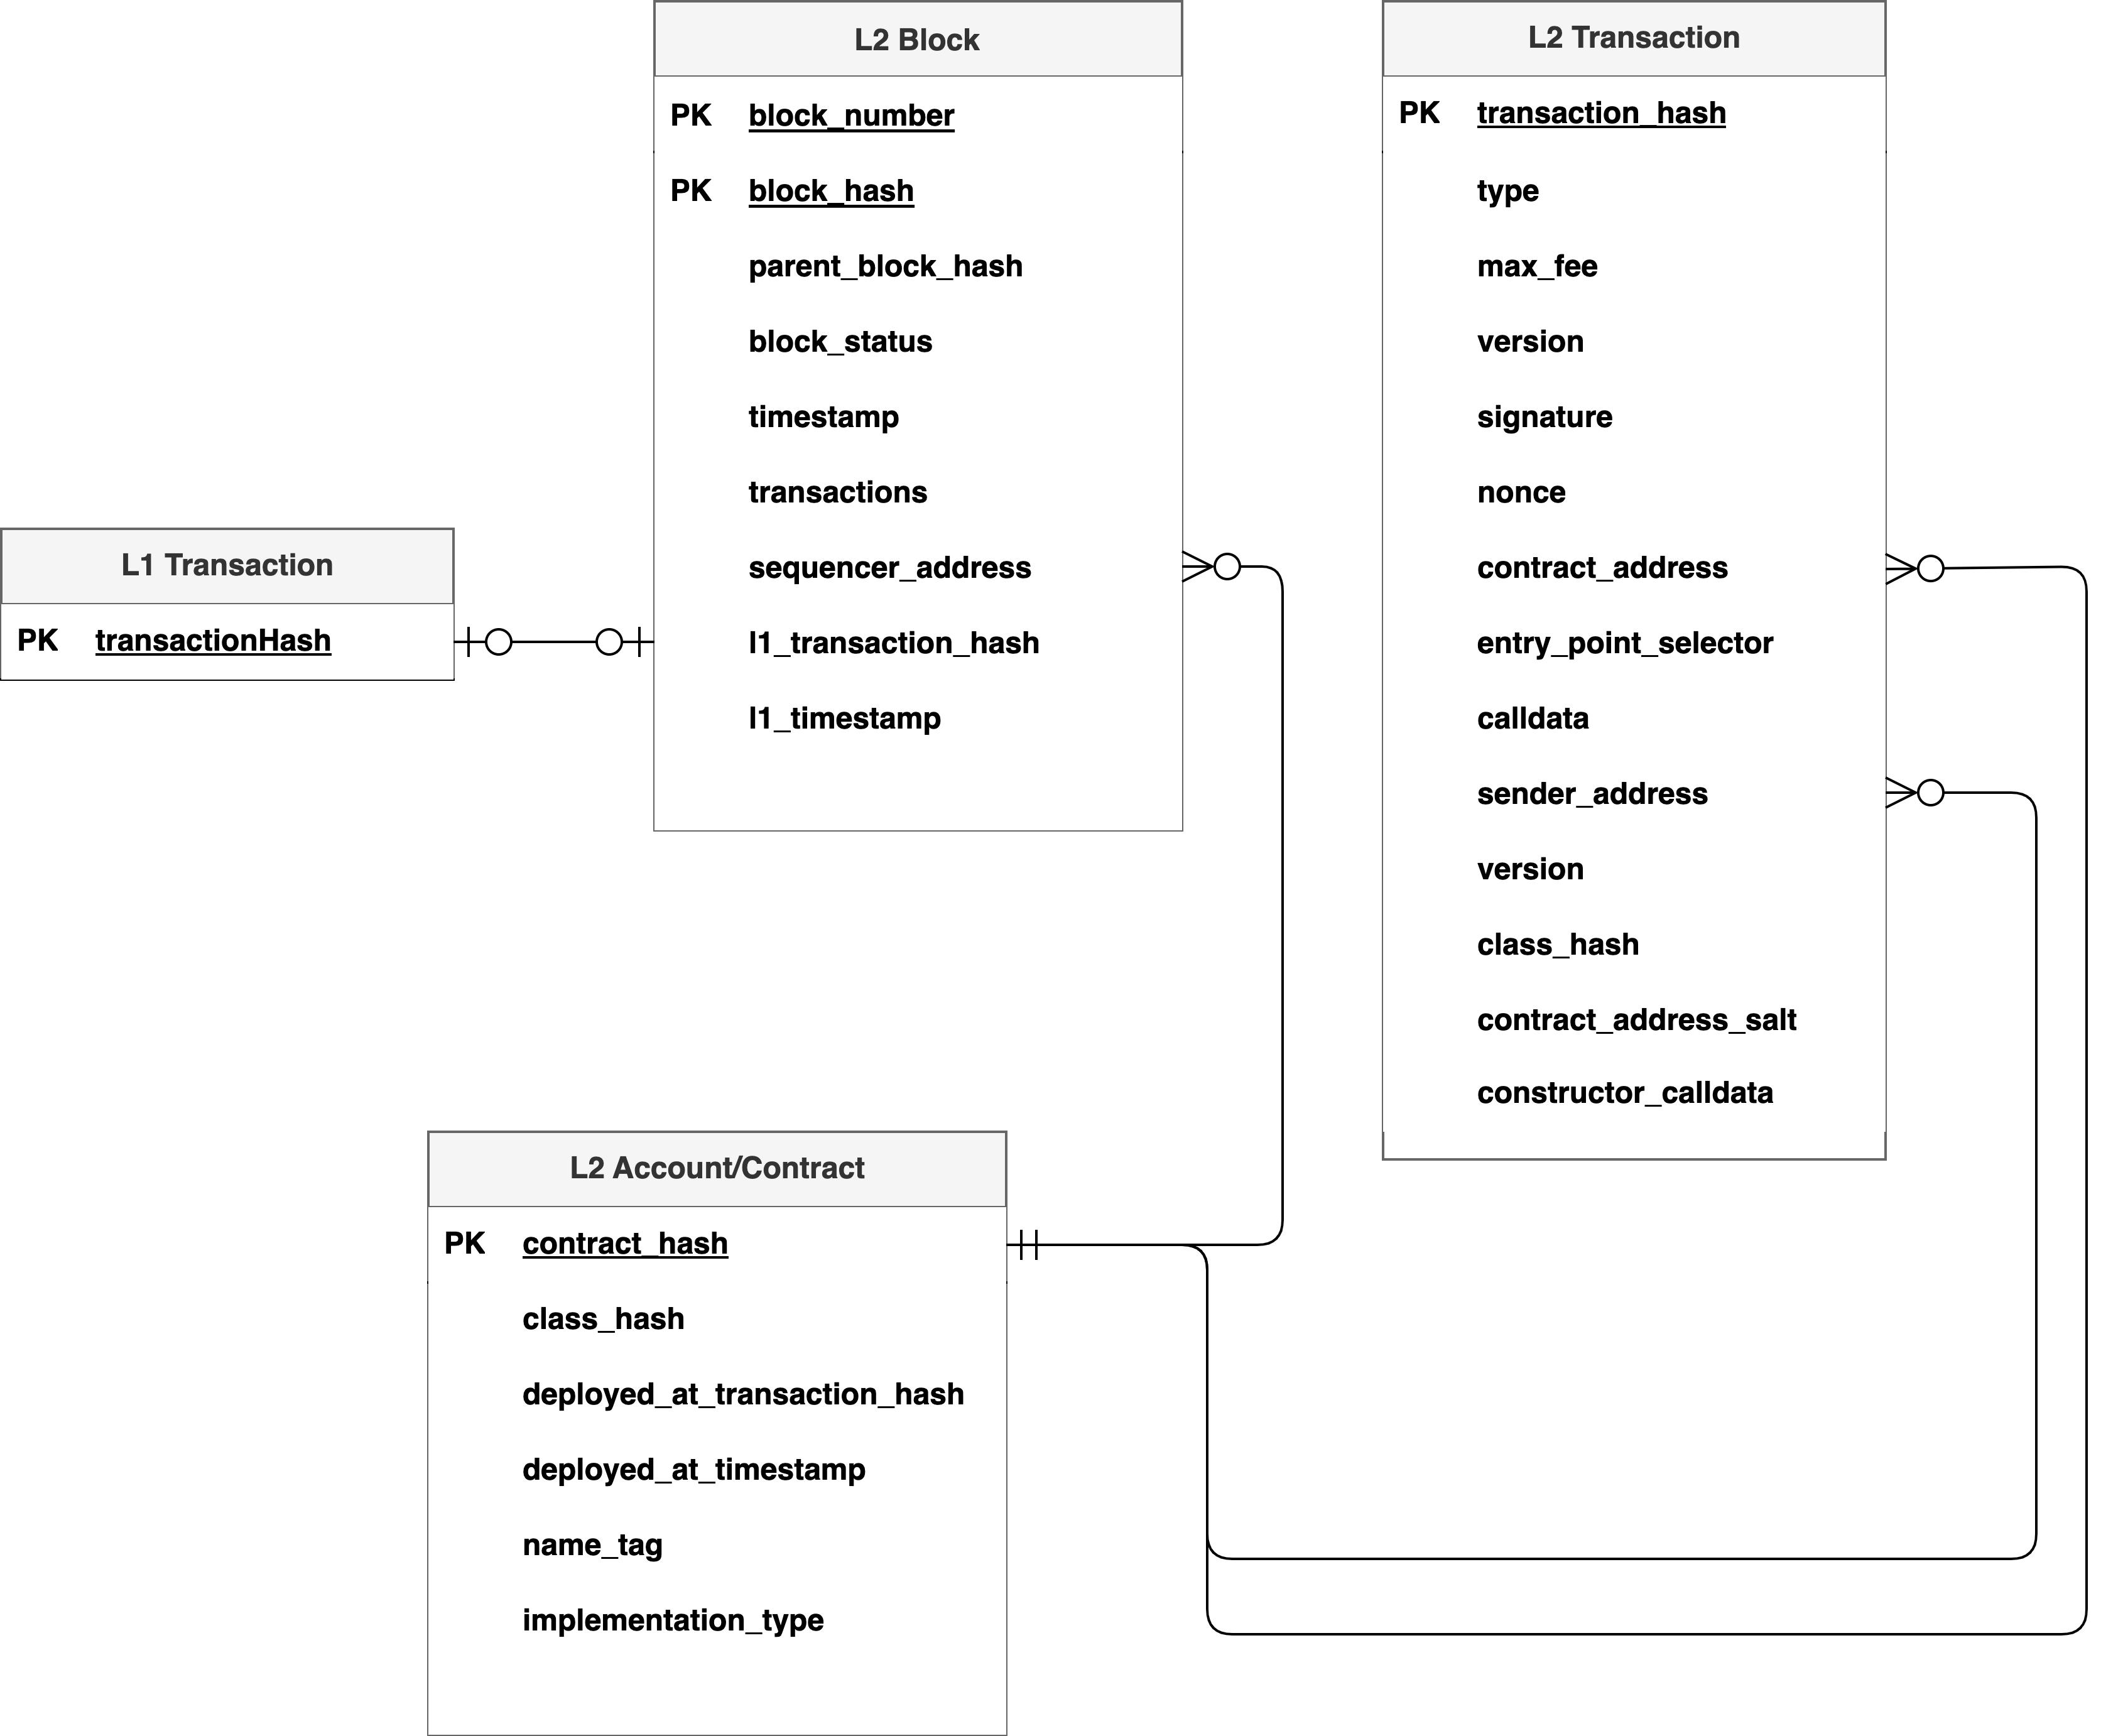 L2 Block
PK block_number
PK block_hash
parent_block_hash
block_status
timestamp
transactions
sequencer_address
l1_transaction_hash
l1_timestamp
L2 Transaction
PK transaction_hash
type
max_fee
version
signature
nonce
contract_address
entry_point_selector
calldata
sender_address
version
class_hash
contract_address_salt
constructor_calldata
L1 Transaction
PK transactionHash
L2 Account/Contract
PK contract_hash
class_hash
deployed_at_transaction_hash
deployed_at_timestamp
name_tag
implementation_type